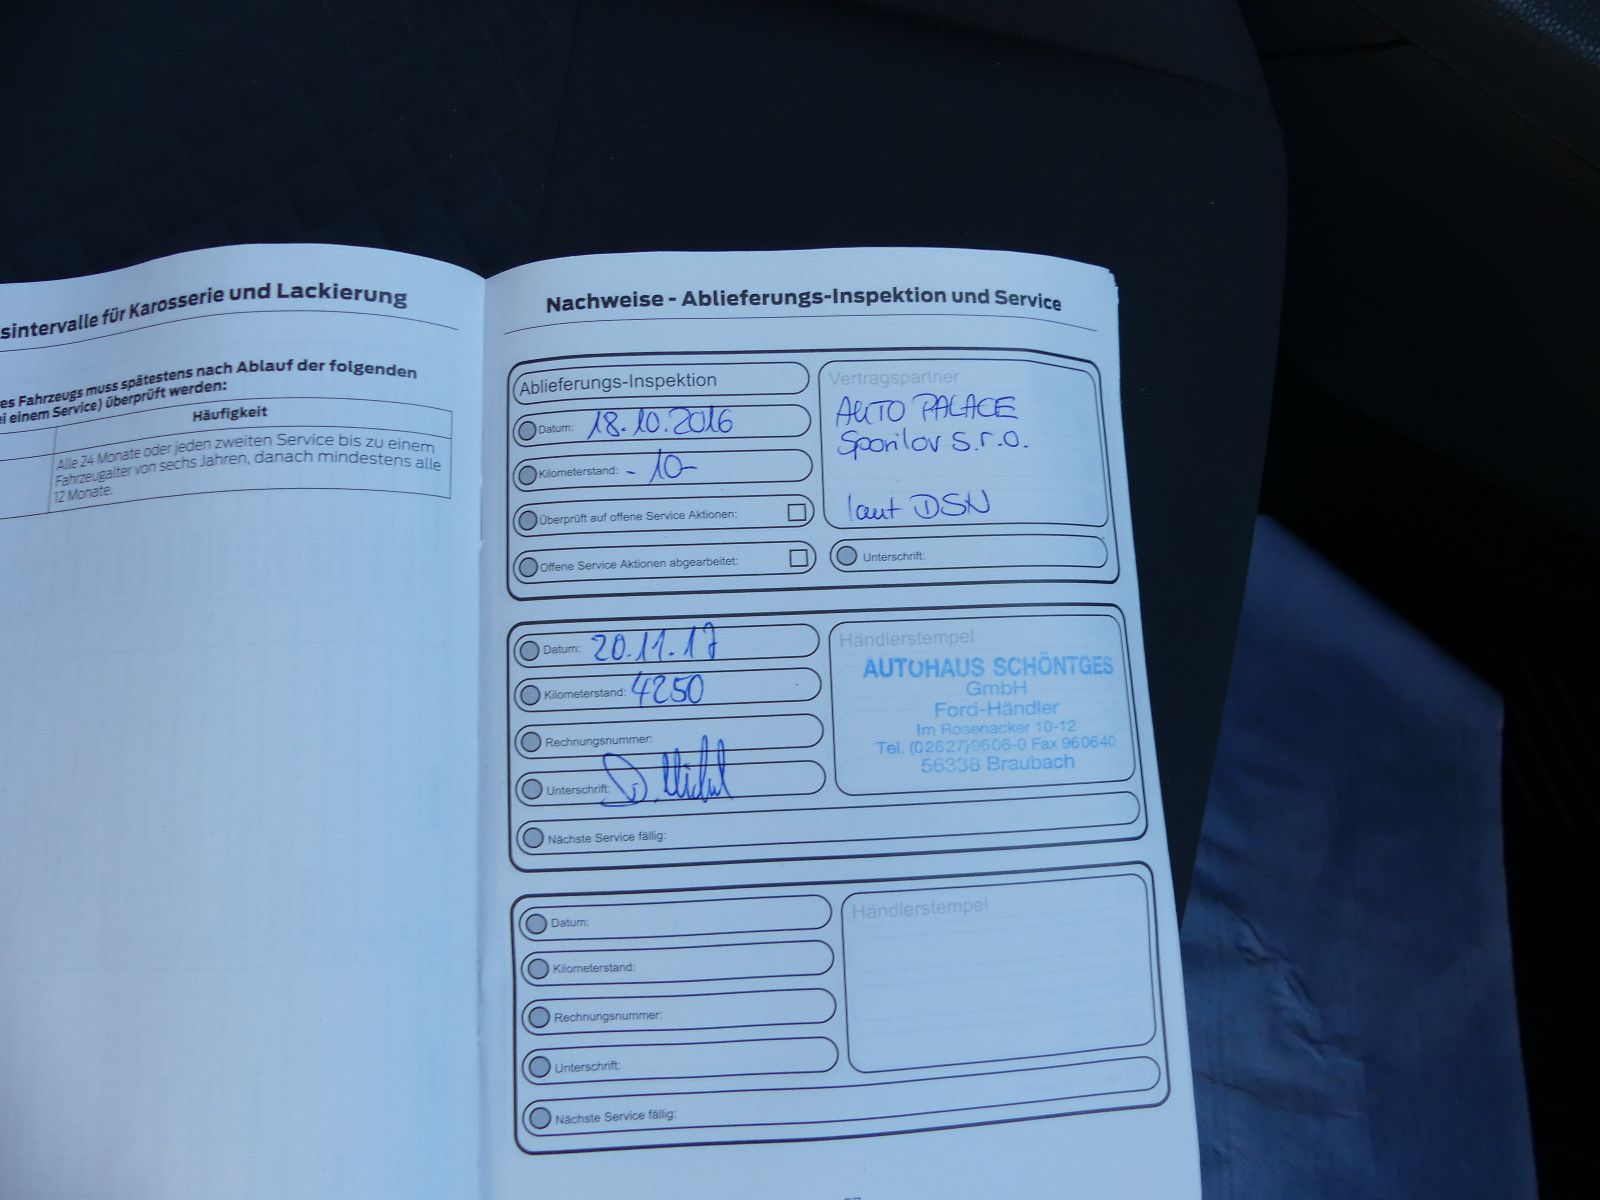 sintervalle für Karosserie und Lackierung
es Fahrzeugs muss spätestens nach Ablauf der folgenden
ei einem Service) überprüft werden:
Häufigkeit
Alle 24 Monate oder jeden zweiten Service bis zu einem
Fahrzeugalter von sechs Jahren, danach mindestens alle
12 Monate.
Nachweise - Ablieferungs-Inspektion und Service
Ablieferungs-Inspektion
Datum: 18.10.2016
Kilometerstand: - 10-
Überprüft auf offene Service Aktionen:
Offene Service Aktionen abgearbeitet:
Vertragspartner
AUTO PALACE
Spořilov s.r.o.
laut DSN
Unterschrift:
Datum: 20.11.17
Kilometerstand: 4250
Rechnungsnummer:
Unterschrift:
Nächste Service fällig:
Händlerstempel
AUTOHAUS SCHÖNTGES
GmbH
Ford-Händler
Im Rosenacker 10-12
Tel. (02627)9606-0 Fax 960640
56338 Braubach
Datum:
Kilometerstand:
Rechnungsnummer:
Unterschrift:
Nächste Service fällig:
Händlerstempel